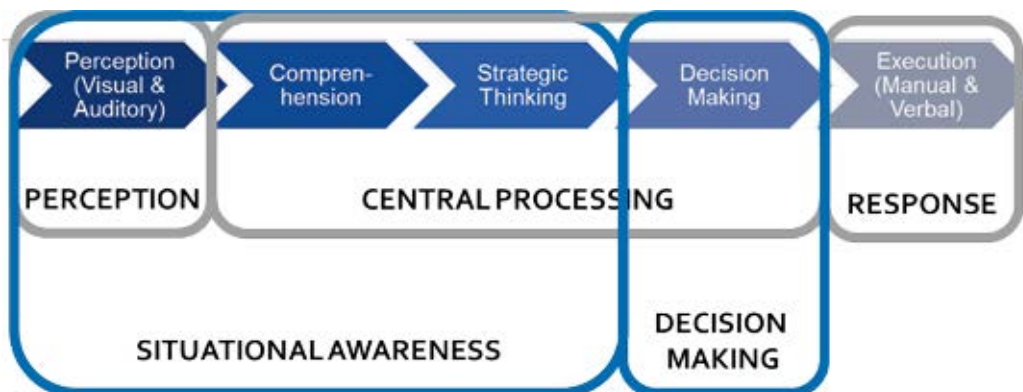 Perception
(Visual &
Auditory)
Compren-
hension
Strategic
Thinking
Decision
Making
Execution
(Manual &
Verbal)
PERCEPTION
CENTRAL PROCESSING
RESPONSE
SITUATIONAL AWARENESS
DECISION
MAKING